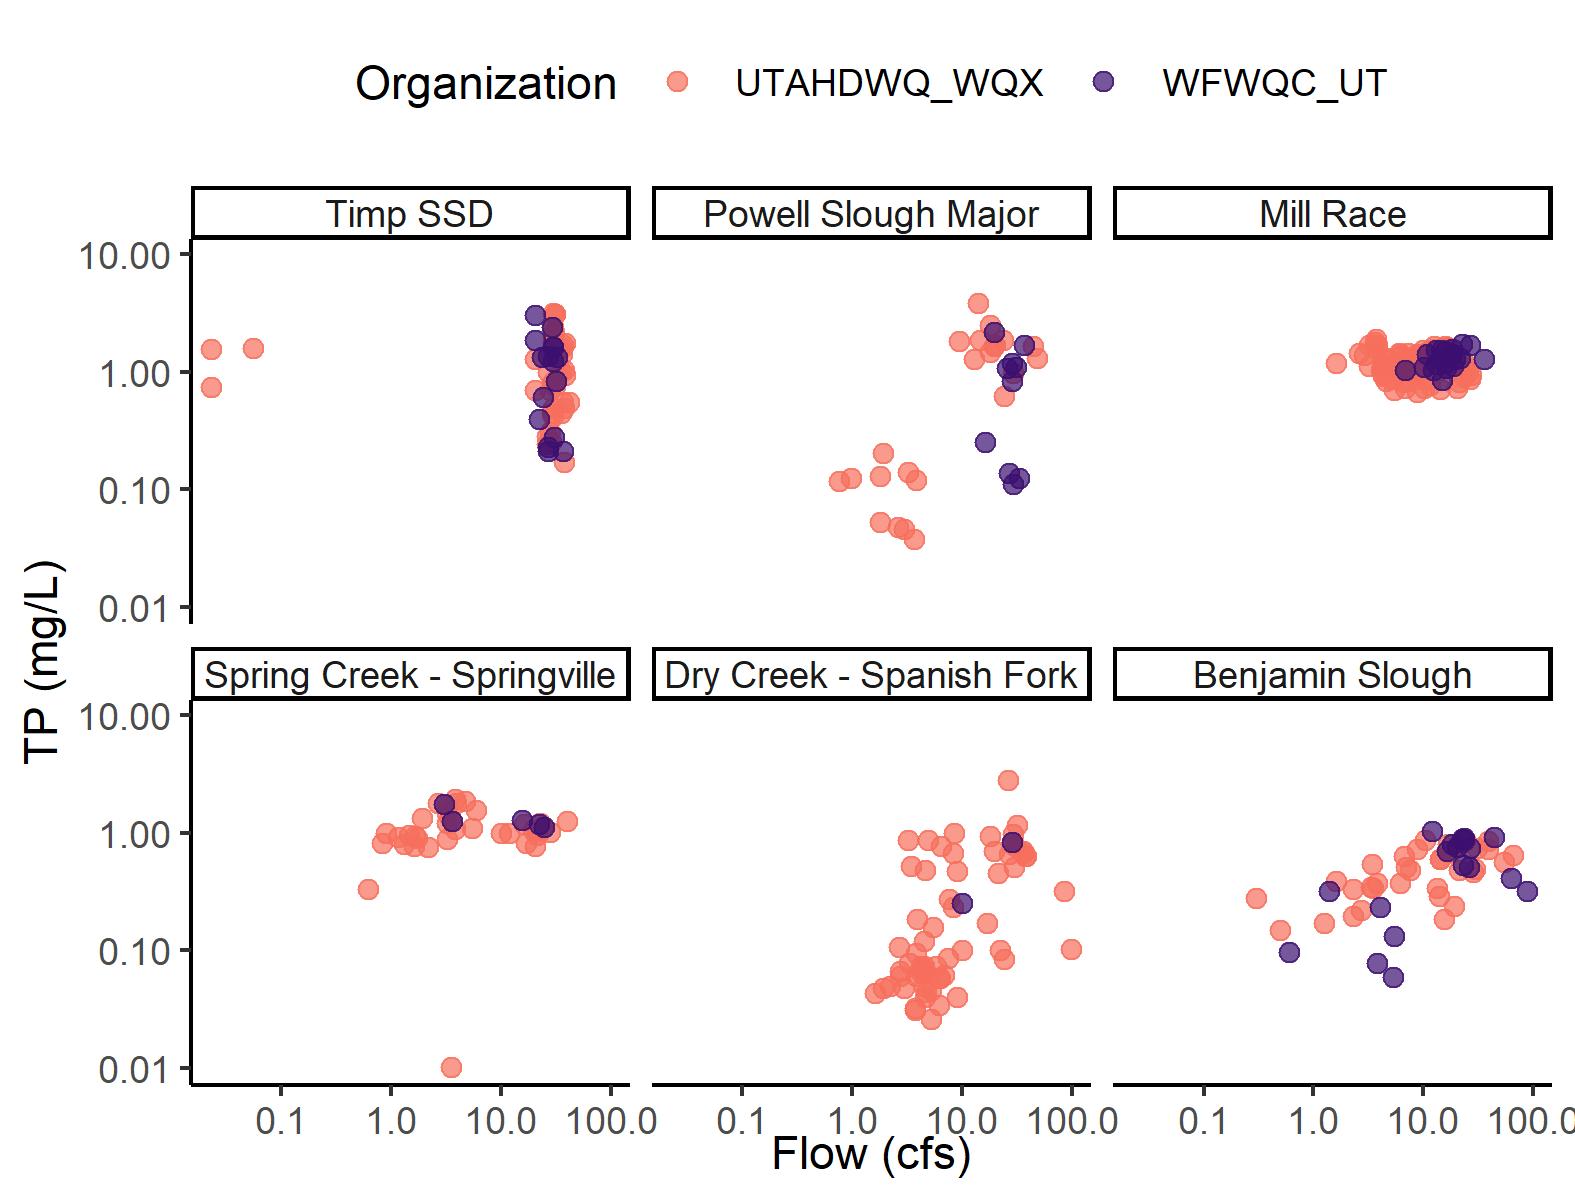 Organization UTAHDWQ_WQX WFWQC_UT
Timp SSD Powell Slough Major Mill Race
10.00
1.00
0.10
0.01
TP (mg/L)
Spring Creek - Springville Dry Creek - Spanish Fork Benjamin Slough
10.00
1.00
0.10
0.01
0.1 1.0 10.0 100.0 0.1 1.0 10.0 100.0 0.1 1.0 10.0 100.0
Flow (cfs)